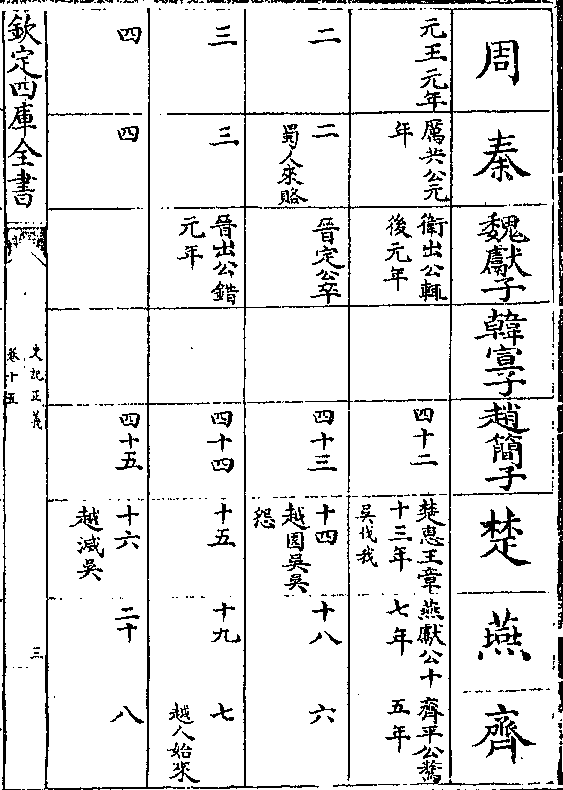 周
秦
魏獻子
韓宣子
趙簡子
楚
燕
齊
元王元年
厲共公元
年
衛出公輒
後元年
四十二
楚惠王章
十三年
吳伐我
燕獻公十
七年
齊平公驁
五年
二
二
蜀人來賂
晉定公卒
四十三
十四
越圍吳吳
怨
十八
六
三
三
晉出公錯
元年
四十四
十五
十九
七
越人始來
四
四
四十五
十六
越滅吳
二十
八
欽定四庫全書
史記正義
卷十五
三